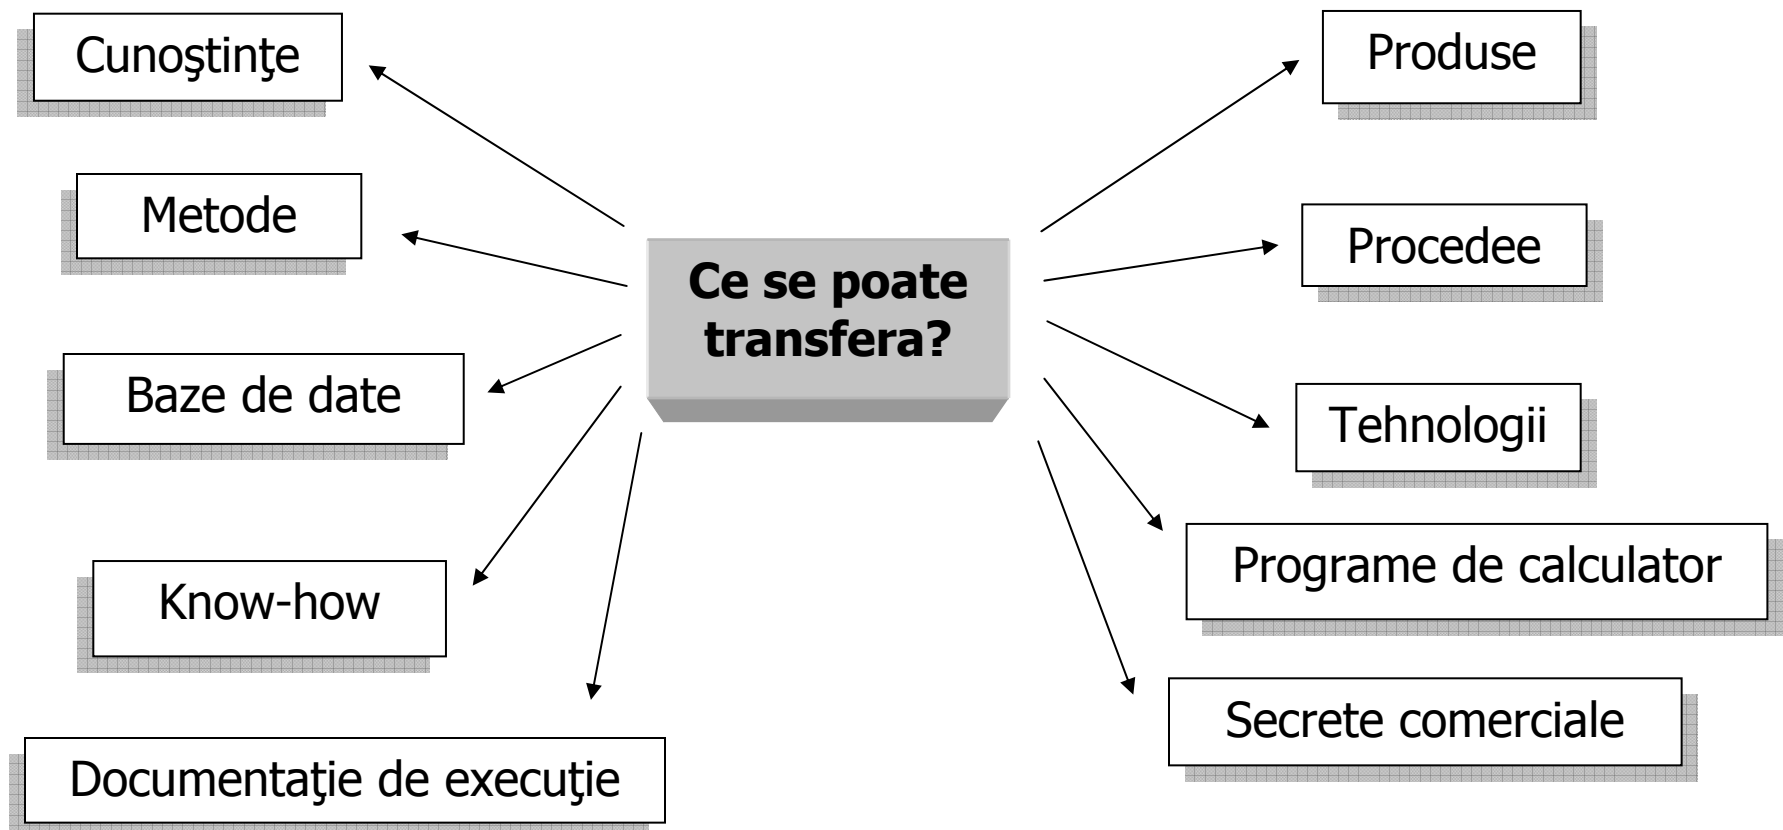 Cunoştinţe
Metode
Baze de date
Know-how
Documentaţie de execuţie
Ce se poate
transfera?
Produse
Procedee
Tehnologii
Programe de calculator
Secrete comerciale